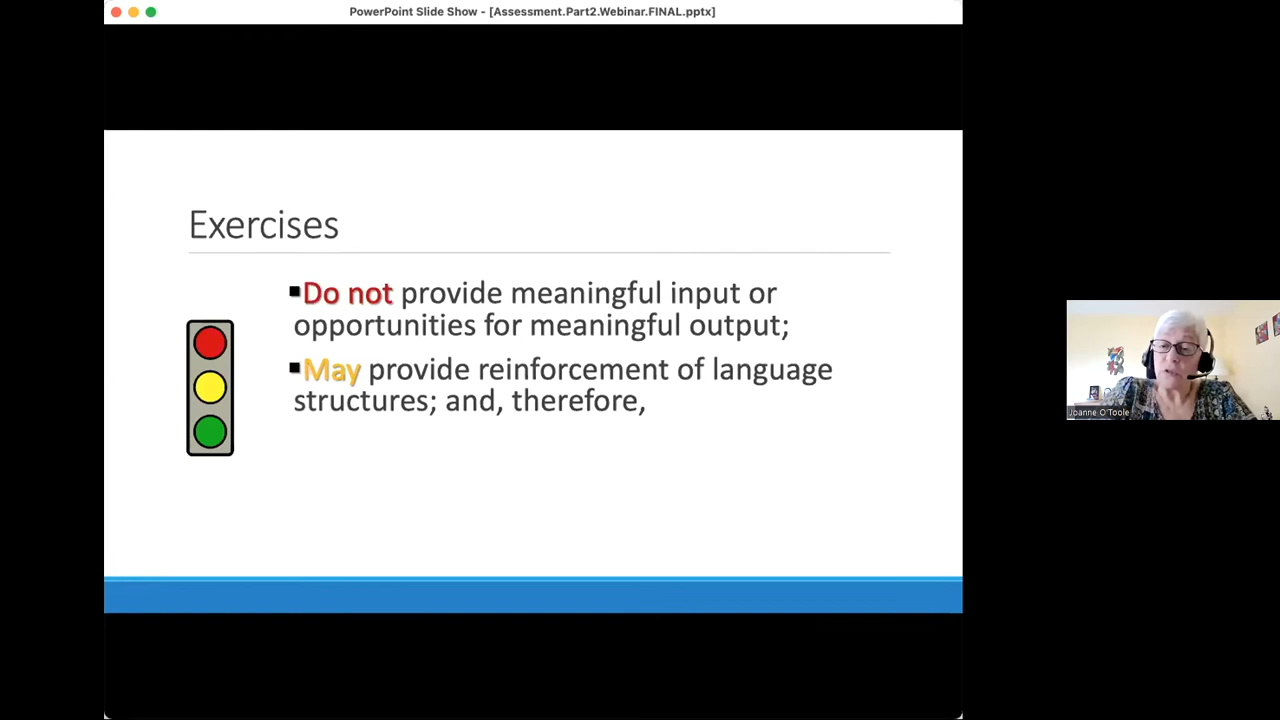 PowerPoint Slide Show - [Assessment.Part2.Webinar.FINAL.pptx]
Exercises
▪Do not provide meaningful input or
opportunities for meaningful output;
▪May provide reinforcement of language
structures; and, therefore,
Joanne O'Toole